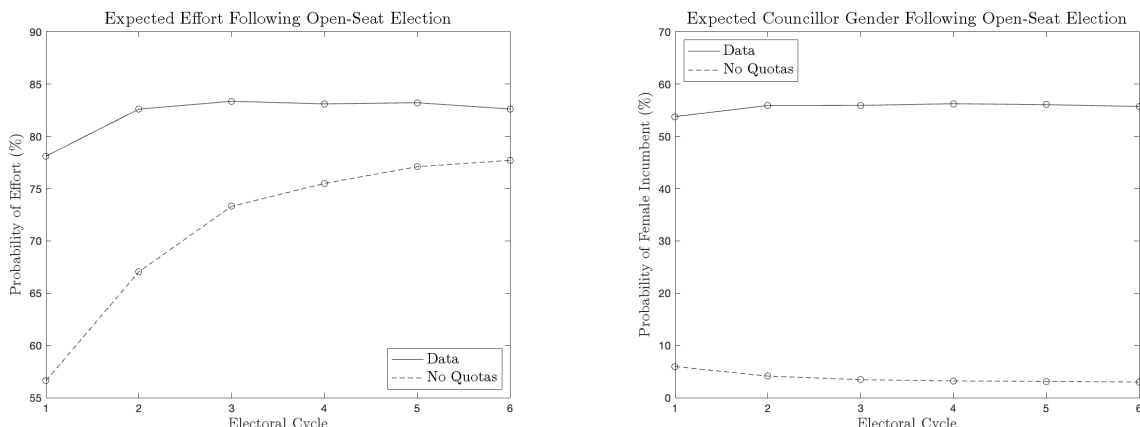 Expected Effort Following Open-Seat Election
90
85
80
75
70
65
60
55
Probability of Effort (%)
Data
No Quotas
1 2 3 4 5 6
Electoral Cycle
Expected Councillor Gender Following Open-Seat Election
70
60
50
40
30
20
10
0
Probability of Female Incumbent (%)
Data
No Quotas
1 2 3 4 5 6
Electoral Cycle